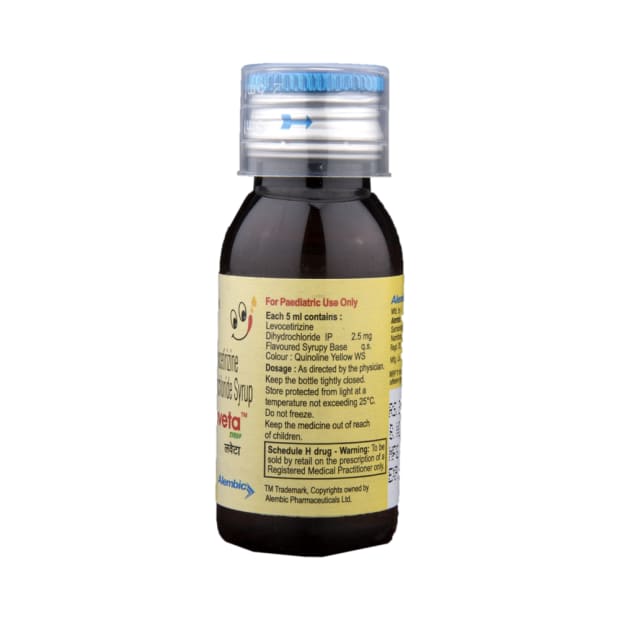 For Paediatric Use Only
Each 5 ml contains :
Levocetirizine
Dihydrochloride IP 2.5 mg
Flavoured Syrupy Base q.s.
Colour : Quinoline Yellow WS
Dosage : As directed by the physician.
Keep the bottle tightly closed.
Store protected from light at a
temperature not exceeding 25°C.
Do not freeze.
Keep the medicine out of reach
of children.
Schedule H drug - Warning: To be
sold by retail on the prescription of a
Registered Medical Practitioner only.
TM Trademark, Copyrights owned by
Alembic Pharmaceuticals Ltd.
Syrup
veta™
SYRUP
लवेटा
Alembic